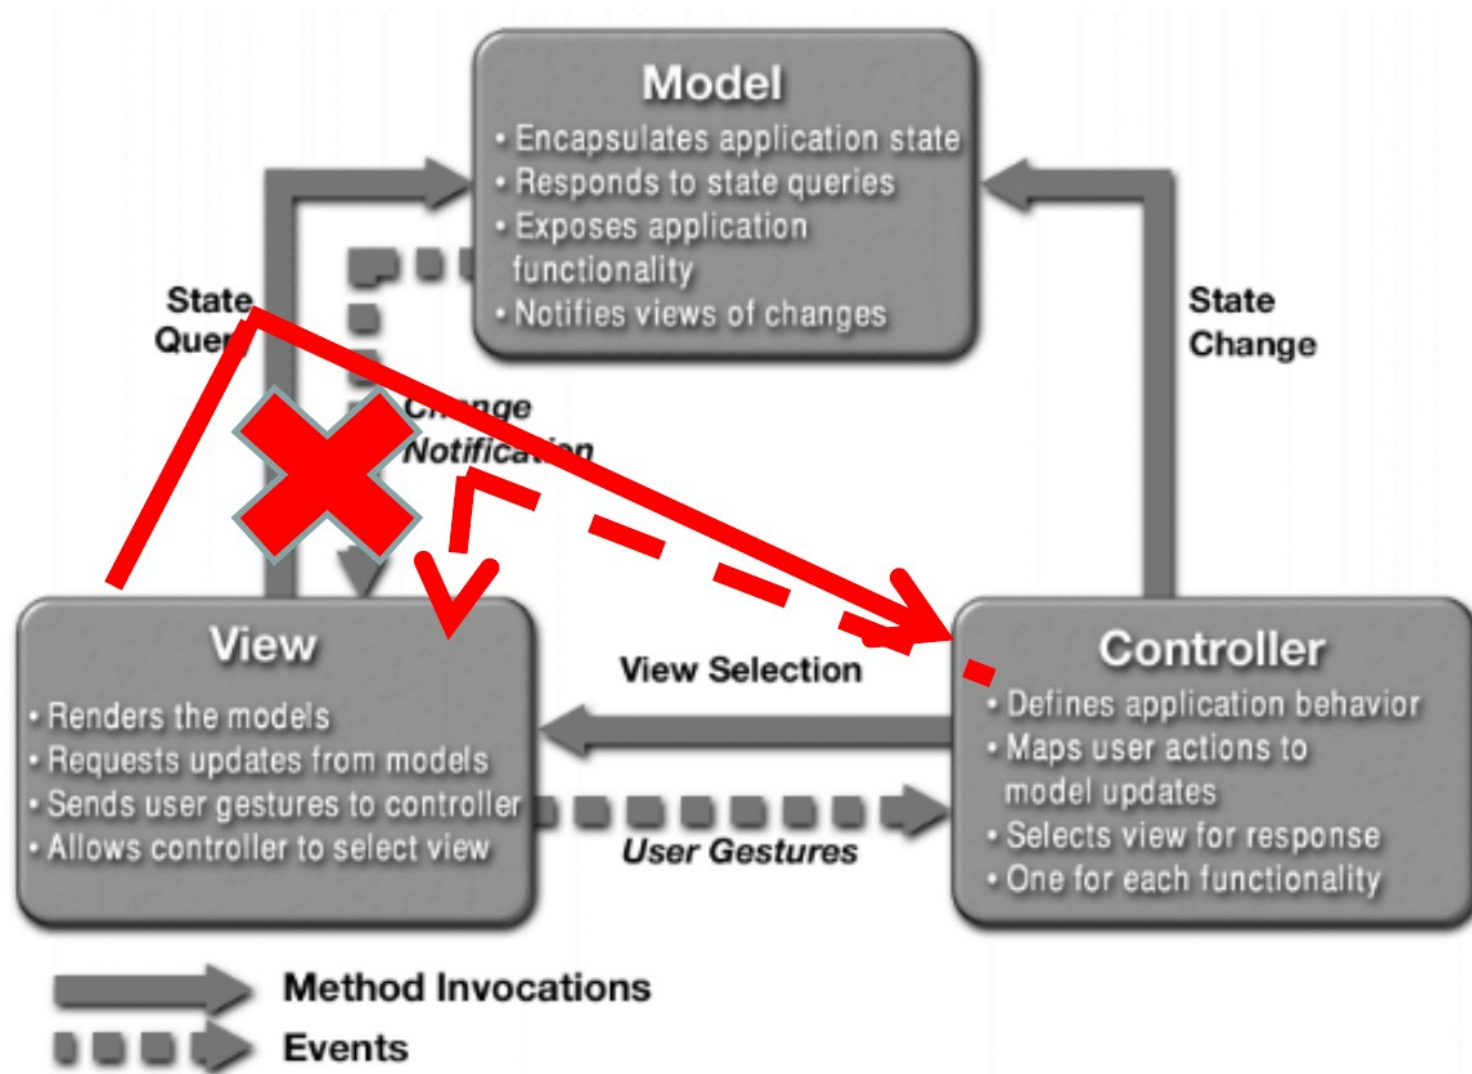 Model
• Encapsulates application state
• Responds to state queries
• Exposes application
functionality
• Notifies views of changes
State
Query
Change
Notification
State
Change
View
• Renders the models
• Requests updates from models
• Sends user gestures to controller
• Allows controller to select view
View Selection
User Gestures
Controller
• Defines application behavior
• Maps user actions to
model updates
• Selects view for response
• One for each functionality
Method Invocations
Events